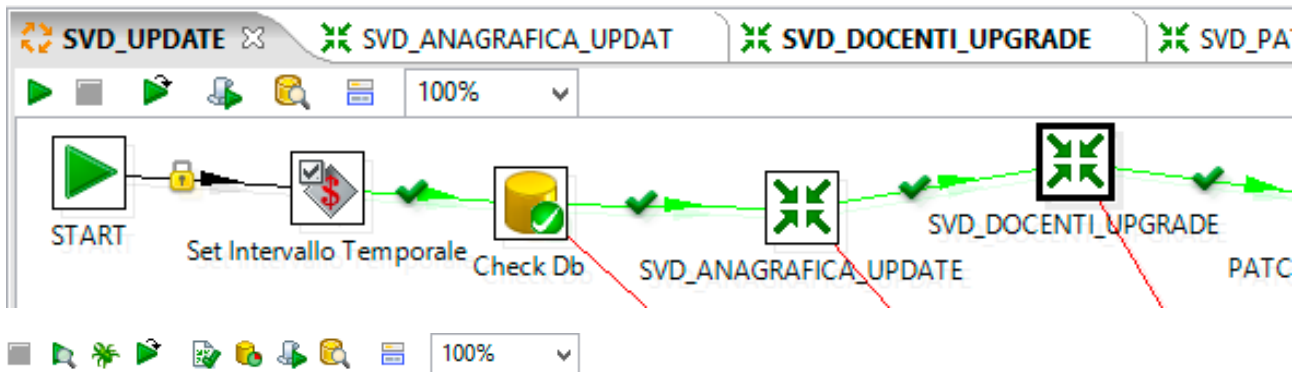 SVD_UPDATE SVD_ANAGRAFICA_UPDAT SVD_DOCENTI_UPGRADE SVD_PAT
100%
START
Set Intervallo Temporale
Check Db
SVD_ANAGRAFICA_UPDATE
SVD_DOCENTI_UPGRADE
PATC
100%